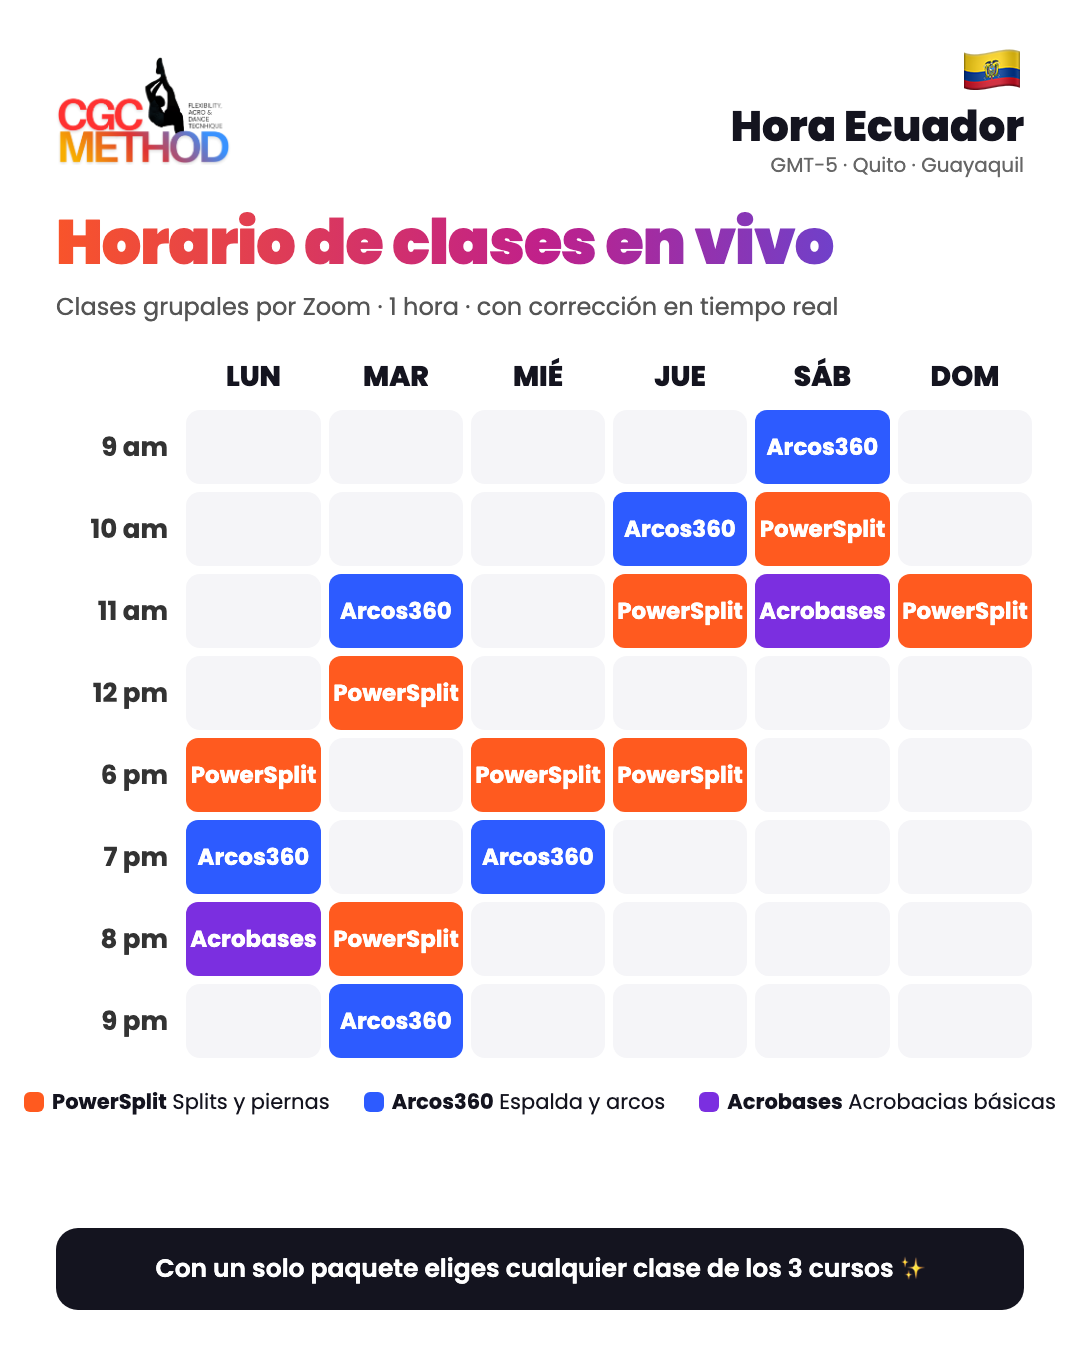 CGC
METHOD
FLEXIBILITY,
ACRO &
DANCE
TECNHIQUE
Hora Ecuador
GMT-5 · Quito · Guayaquil
Horario de clases en vivo
Clases grupales por Zoom · 1 hora · con corrección en tiempo real
LUN MAR MIÉ JUE SÁB DOM
9 am Arcos360
10 am Arcos360 PowerSplit
11 am Arcos360 PowerSplit Acrobases PowerSplit
12 pm PowerSplit
6 pm PowerSplit PowerSplit PowerSplit
7 pm Arcos360 Arcos360
8 pm Acrobases PowerSplit
9 pm Arcos360
PowerSplit Splits y piernas Arcos360 Espalda y arcos Acrobases Acrobacias básicas
Con un solo paquete eliges cualquier clase de los 3 cursos ✨